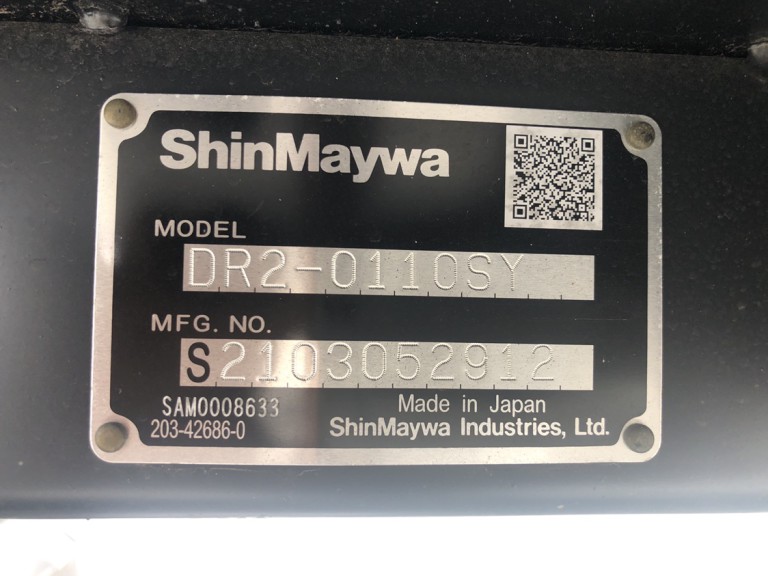 ShinMaywa
MODEL
DR2-0110SY
MFG. NO.
S2103052912
SAM0008633
203-42686-0
Made in Japan
ShinMaywa Industries, Ltd.